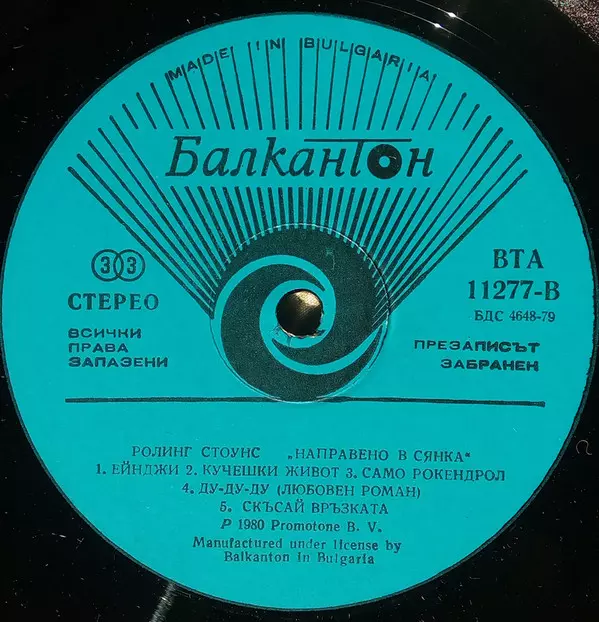 MADE IN BULGARIA
Балкантон
33
СТЕРЕО
ВСИЧКИ
ПРАВА
ЗАПАЗЕНИ
ВТА
11277-В
БДС 4648-79
ПРЕЗАПИСЪТ
ЗАБРАНЕН
РОЛИНГ СТОУНС „НАПРАВЕНО В СЯНКА"
1. ЕЙНДЖИ 2. КУЧЕШКИ ЖИВОТ 3. САМО РОКЕНДРОЛ
4. ДУ-ДУ-ДУ (ЛЮБОВЕН РОМАН)
5. СКЪСАЙ ВРЪЗКАТА
P 1980 Promotone B. V.
Manufactured under license by
Balkanton In Bulgaria